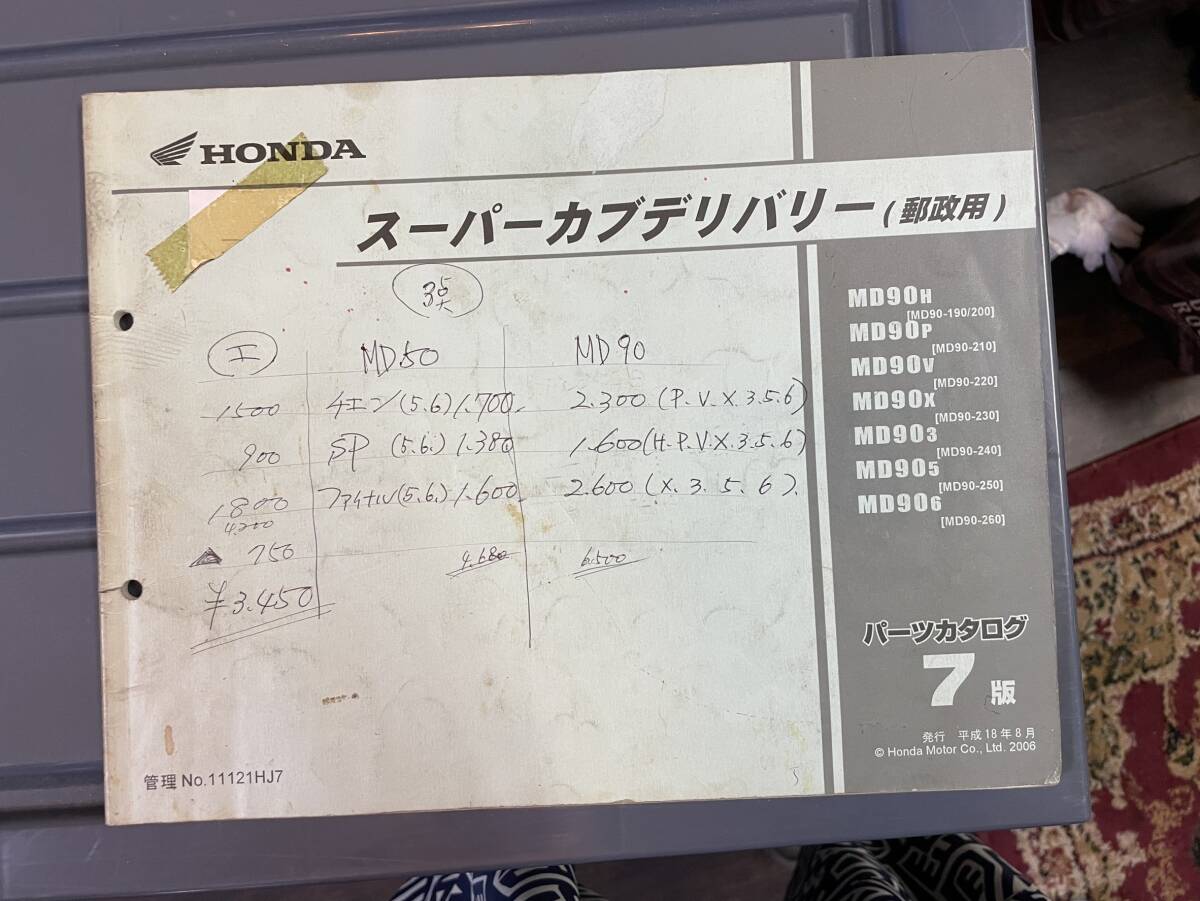 HONDA
スーパーカブデリバリー (郵政用)
3点
工 MD50 MD90
1500 チエン (5.6) 1.700. 2.300 (P.V.X.3.5.6)
900 SP (5.6.) 1.380 1.600 (H.P.V.X.3.5.6)
1800 ファイナル (5.6.) 1.600. 2.600 (X.3.5.6).
4.200
▲ 750 4.680 6.500
¥3.450
MD90H
[MD90-190/200]
MD90P
[MD90-210]
MD90V
[MD90-220]
MD90X
[MD90-230]
MD903
[MD90-240]
MD905
[MD90-250]
MD906
[MD90-260]
パーツカタログ
7版
発行 平成18年8月
© Honda Motor Co., Ltd. 2006
管理 No.11121HJ7